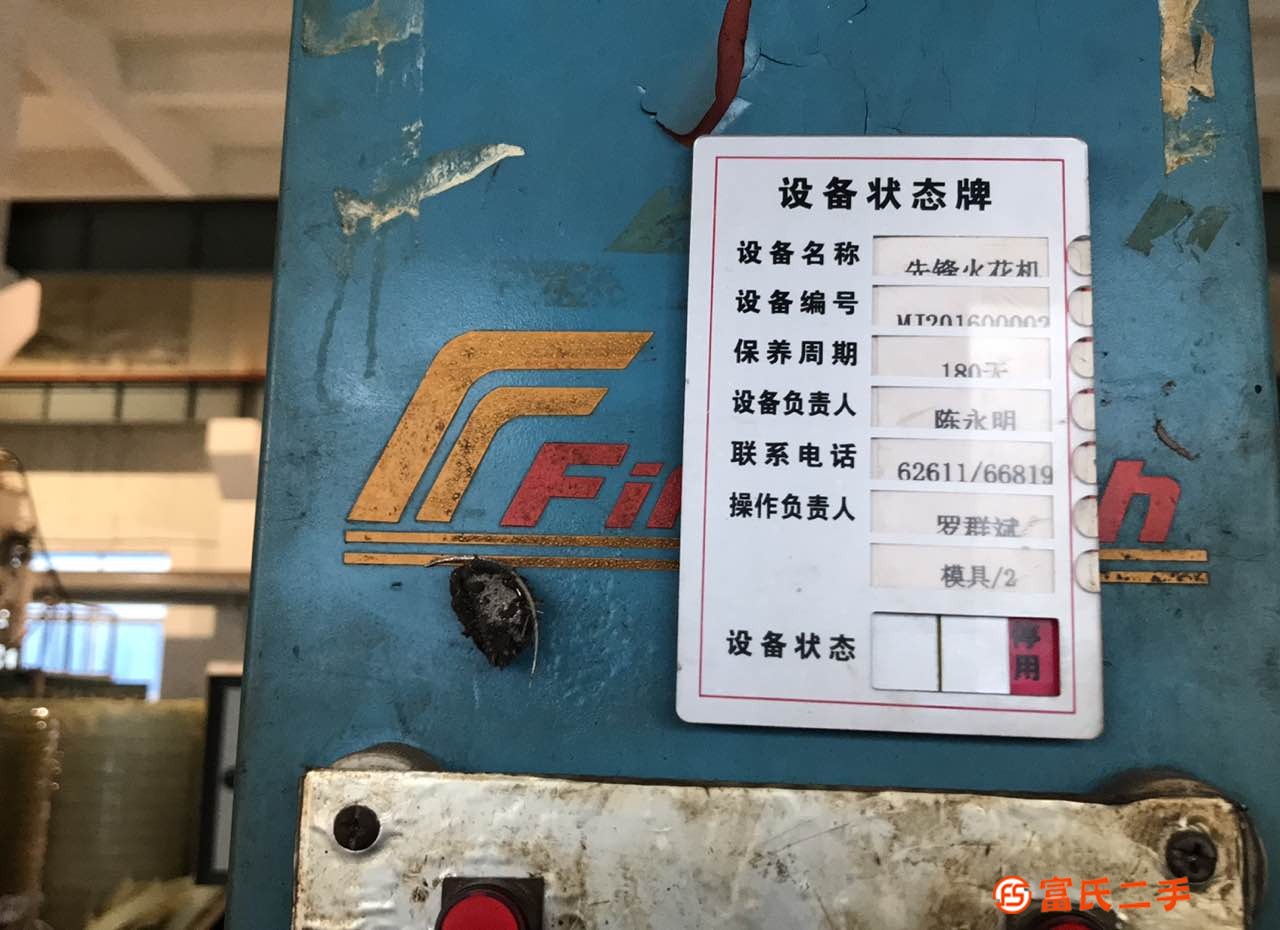 设备状态牌
设备名称 先锋火花机
设备编号 MJ201600002
保养周期 180天
设备负责人 陈永明
联系电话 62611/66819
操作负责人 罗群斌
模具/2
设备状态 停用
富氏二手